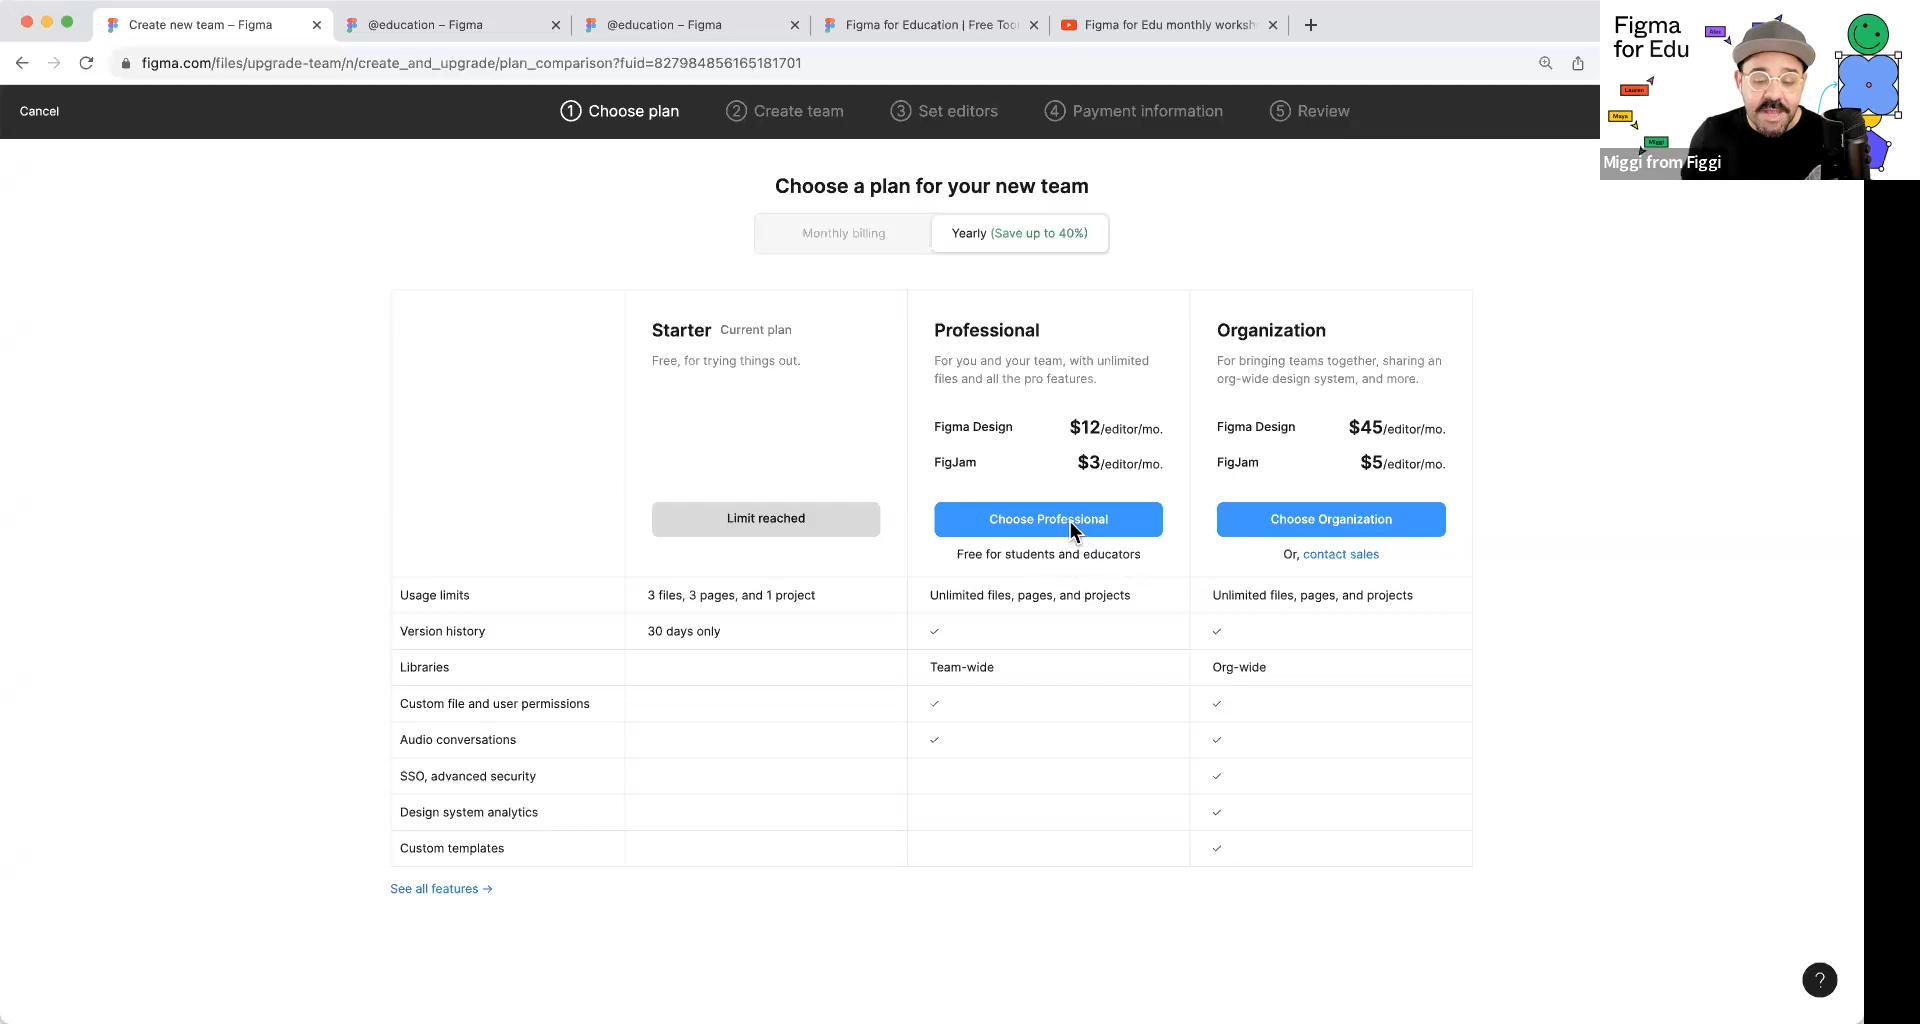 Create new team – Figma
@education – Figma
@education – Figma
Figma for Education | Free Too
Figma for Edu monthly worksh
figma.com/files/upgrade-team/n/create_and_upgrade/plan_comparison?fuid=827984856165181701
Figma
for Edu
Alex
Lauren
Maya
Miggi
Miggi from Figgi
Cancel
1 Choose plan
2 Create team
3 Set editors
4 Payment information
5 Review
Choose a plan for your new team
Monthly billing
Yearly (Save up to 40%)
Starter Current plan
Free, for trying things out.
Limit reached
Professional
For you and your team, with unlimited
files and all the pro features.
Figma Design $12/editor/mo.
FigJam $3/editor/mo.
Choose Professional
Free for students and educators
Organization
For bringing teams together, sharing an
org-wide design system, and more.
Figma Design $45/editor/mo.
FigJam $5/editor/mo.
Choose Organization
Or, contact sales
Usage limits 3 files, 3 pages, and 1 project Unlimited files, pages, and projects Unlimited files, pages, and projects
Version history 30 days only ✓ ✓
Libraries Team-wide Org-wide
Custom file and user permissions ✓ ✓
Audio conversations ✓ ✓
SSO, advanced security ✓
Design system analytics ✓
Custom templates ✓
See all features →
?